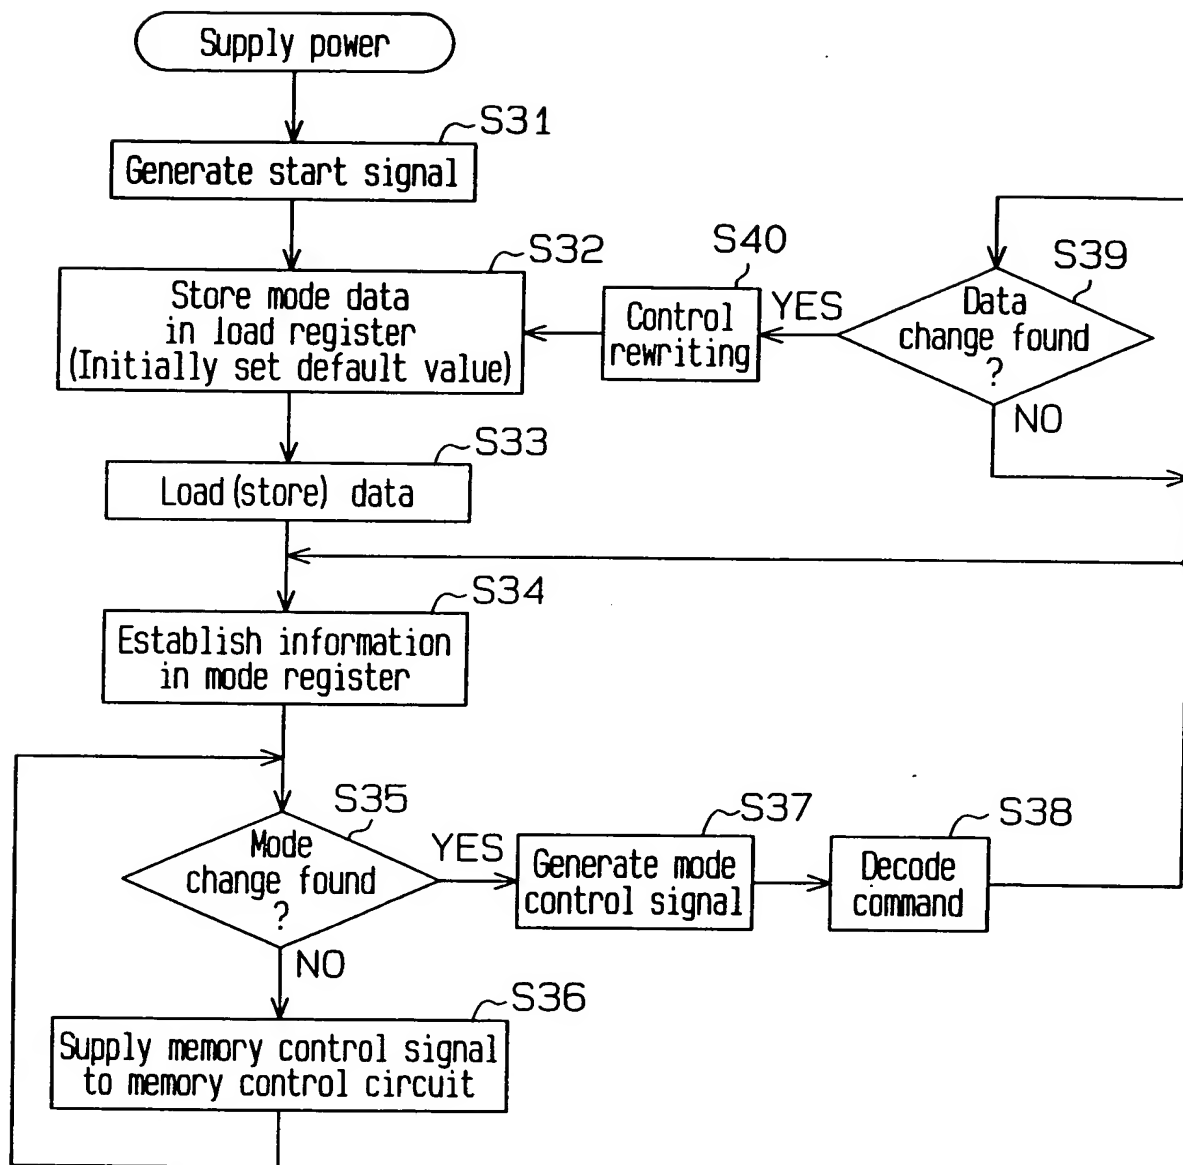 Supply power
S31
Generate start signal
S32
Store mode data
in load register
(Initially set default value)
S40
Control
rewriting
YES
S39
Data
change found
?
NO
S33
Load (store) data
S34
Establish information
in mode register
S35
Mode
change found
?
YES
S37
Generate mode
control signal
S38
Decode
command
NO
S36
Supply memory control signal
to memory control circuit